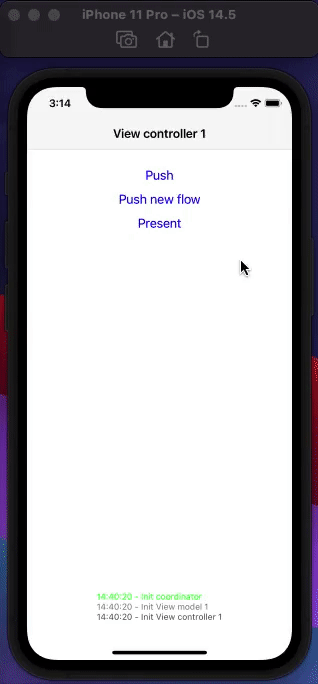 iPhone 11 Pro – iOS 14.5
3:14
View controller 1
Push
Push new flow
Present
14:40:20 - Init coordinator
14:40:20 - Init View model 1
14:40:20 - Init View controller 1